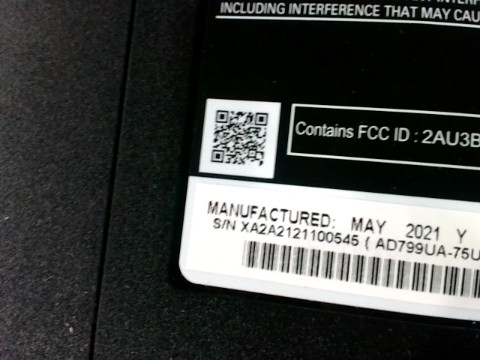 INCLUDING INTERFERENCE THAT MAY CAU
Contains FCC ID : 2AU3B
MANUFACTURED: MAY 2021 Y
S/N XA2A2121100545 ( AD799UA-75U